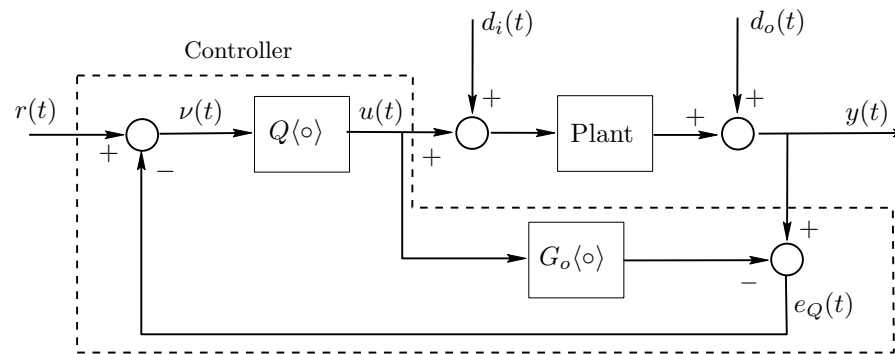 d_i(t)
d_o(t)
Controller
r(t)
ν(t)
Q⟨∘⟩
u(t)
+
Plant
+
+
y(t)
+
−
+
+
G_o⟨∘⟩
−
e_Q(t)